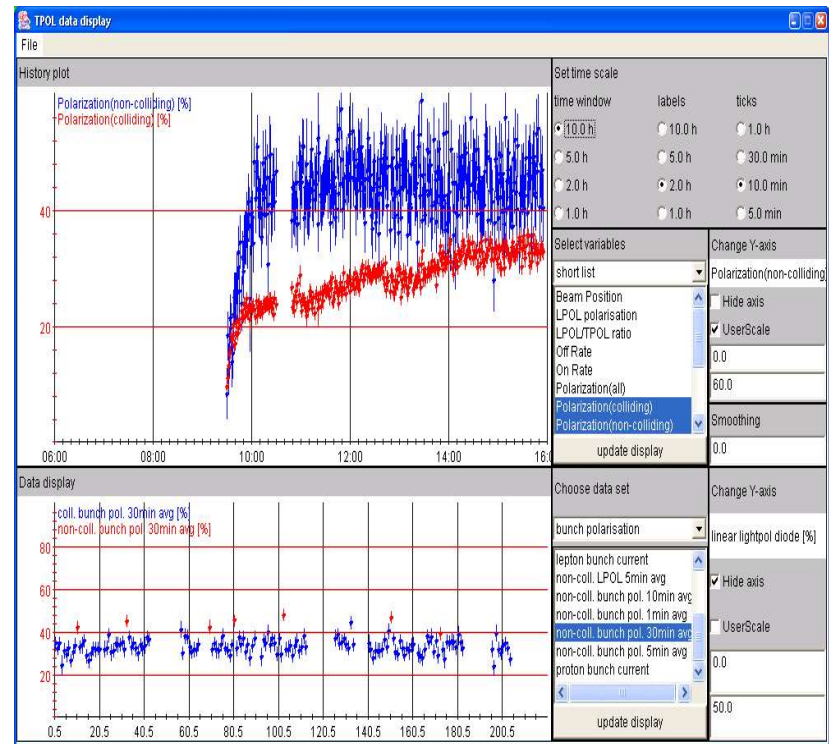 TPOL data display
File
History plot
Polarization(non-colliding) [%]
Polarization(colliding) [%]
40
20
06:00 08:00 10:00 12:00 14:00 16:0
Set time scale
time window labels ticks
10.0 h 10.0 h 1.0 h
5.0 h 5.0 h 30.0 min
2.0 h 2.0 h 10.0 min
1.0 h 1.0 h 5.0 min
Select variables
short list
Beam Position
LPOL polarisation
LPOL/TPOL ratio
Off Rate
On Rate
Polarization(all)
Polarization(colliding)
Polarization(non-colliding)
update display
Change Y-axis
Polarization(non-colliding)
Hide axis
UserScale
0.0
60.0
Smoothing
0.0
Data display
coll. bunch pol. 30min avg [%]
non-coll. bunch pol. 30min avg [%]
80
60
40
20
0.5 20.5 40.5 60.5 80.5 100.5 120.5 140.5 160.5 180.5 200.5
Choose data set
bunch polarisation
lepton bunch current
non-coll. LPOL 5min avg
non-coll. bunch pol. 10min avg
non-coll. bunch pol. 1min avg
non-coll. bunch pol. 30min avg
non-coll. bunch pol. 5min avg
proton bunch current
update display
Change Y-axis
linear lightpol diode [%]
Hide axis
UserScale
0.0
50.0